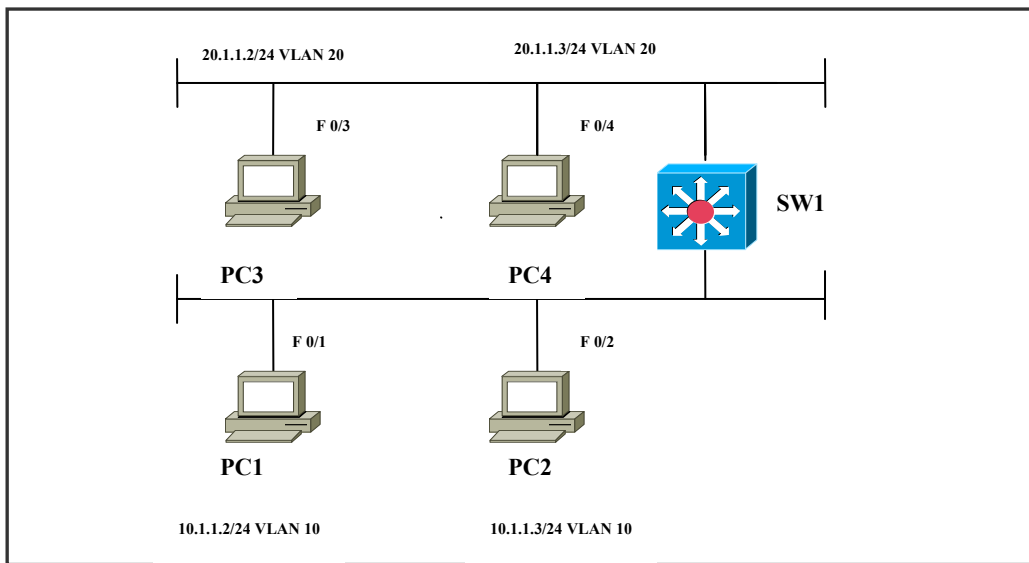 20.1.1.2/24 VLAN 20
20.1.1.3/24 VLAN 20
F 0/3
F 0/4
SW1
PC3
PC4
F 0/1
F 0/2
PC1
PC2
10.1.1.2/24 VLAN 10
10.1.1.3/24 VLAN 10